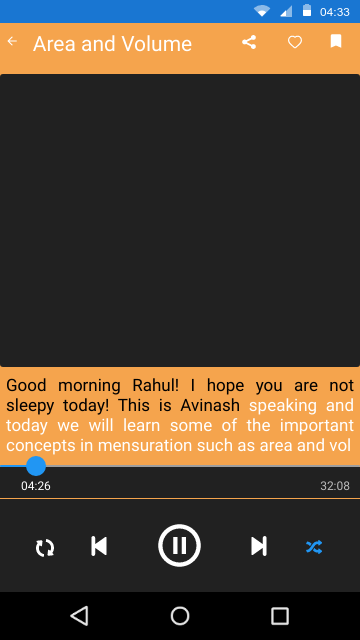 04:33
Area and Volume
Good morning Rahul! I hope you are not
sleepy today! This is Avinash speaking and
today we will learn some of the important
concepts in mensuration such as area and vol
04:26
32:08